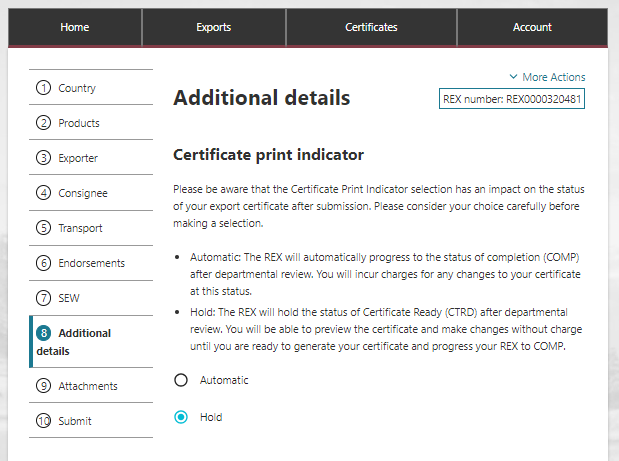 Home
Exports
Certificates
Account
1 Country
2 Products
3 Exporter
4 Consignee
5 Transport
6 Endorsements
7 SEW
8 Additional
details
9 Attachments
10 Submit
More Actions
Additional details
REX number: REX0000320481
Certificate print indicator
Please be aware that the Certificate Print Indicator selection has an impact on the status
of your export certificate after submission. Please consider your choice carefully before
making a selection.
• Automatic: The REX will automatically progress to the status of completion (COMP)
after departmental review. You will incur charges for any changes to your certificate
at this status.
• Hold: The REX will hold the status of Certificate Ready (CTRD) after departmental
review. You will be able to preview the certificate and make changes without charge
until you are ready to generate your certificate and progress your REX to COMP.
Automatic
Hold